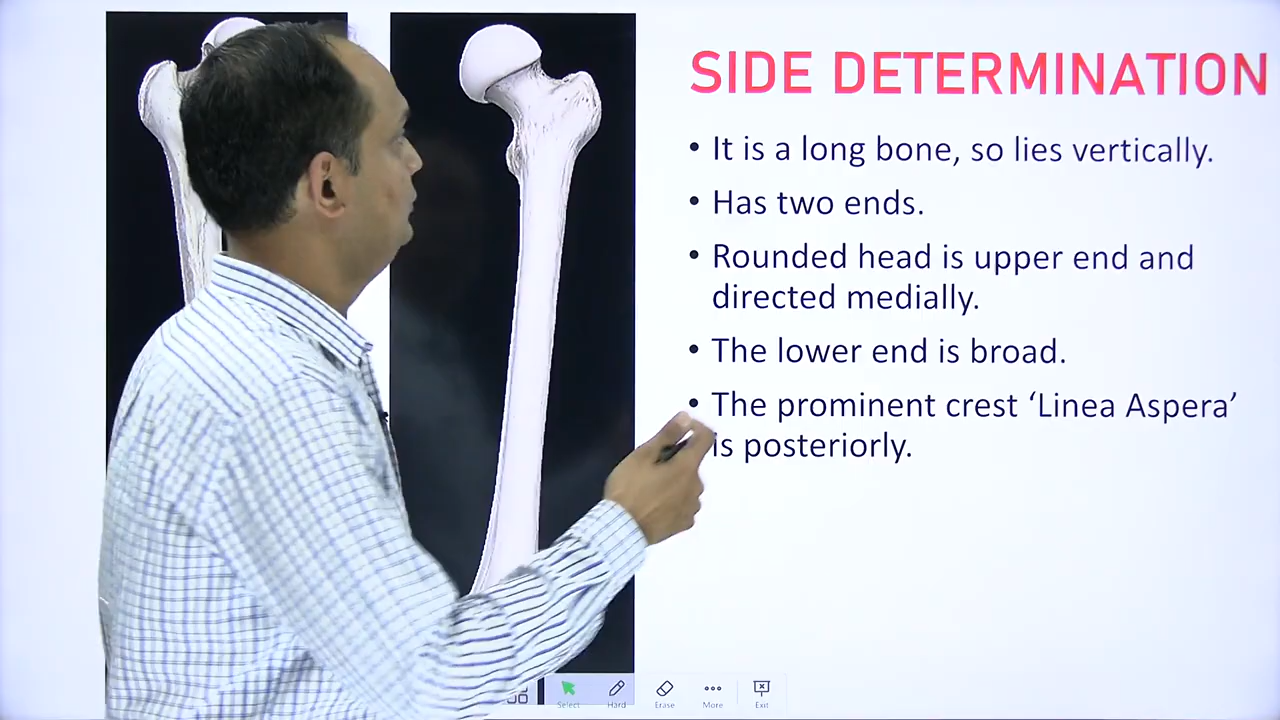 SIDE DETERMINATION
• It is a long bone, so lies vertically.
• Has two ends.
• Rounded head is upper end and
directed medially.
• The lower end is broad.
• The prominent crest ‘Linea Aspera’
is posteriorly.
Select Hard Erase More Exit